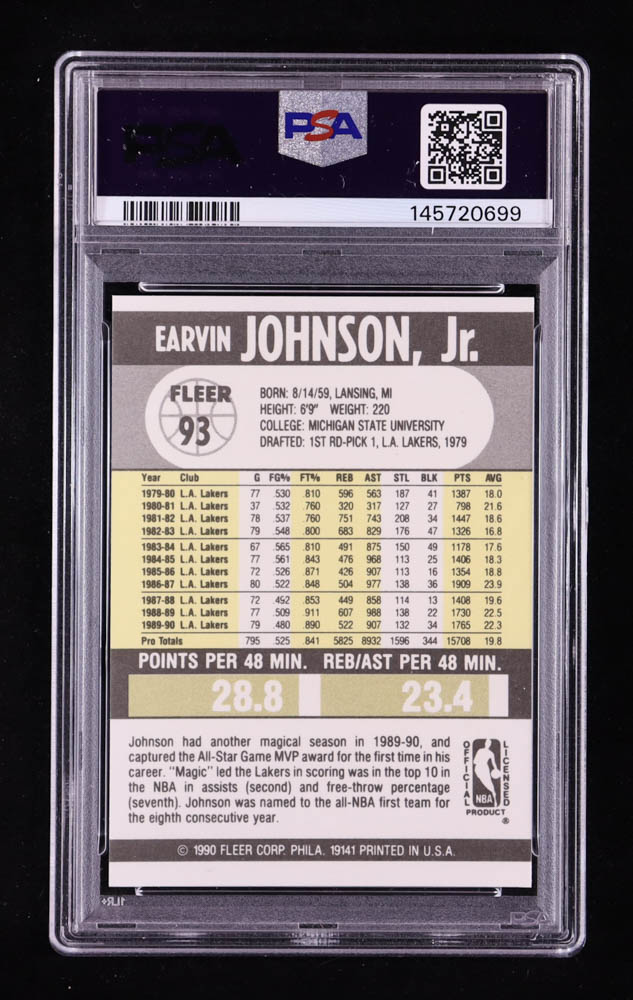 PSA
PSA
145720699
EARVIN JOHNSON, Jr.
FLEER
93
BORN: 8/14/59, LANSING, MI
HEIGHT: 6'9" WEIGHT: 220
COLLEGE: MICHIGAN STATE UNIVERSITY
DRAFTED: 1ST RD-PICK 1, L.A. LAKERS, 1979
Year Club G FG% FT% REB AST STL BLK PTS AVG
1979-80 L.A. Lakers 77 .530 .810 596 563 187 41 1387 18.0
1980-81 L.A. Lakers 37 .532 .760 320 317 127 27 798 21.6
1981-82 L.A. Lakers 78 .537 .760 751 743 208 34 1447 18.6
1982-83 L.A. Lakers 79 .548 .800 683 829 176 47 1326 16.8
1983-84 L.A. Lakers 67 .565 .810 491 875 150 49 1178 17.6
1984-85 L.A. Lakers 77 .561 .843 476 968 113 25 1406 18.3
1985-86 L.A. Lakers 72 .526 .871 426 907 113 16 1354 18.8
1986-87 L.A. Lakers 80 .522 .848 504 977 138 36 1909 23.9
1987-88 L.A. Lakers 72 .492 .853 449 858 114 13 1408 19.6
1988-89 L.A. Lakers 77 .509 .911 607 988 138 22 1730 22.5
1989-90 L.A. Lakers 79 .480 .890 522 907 132 34 1765 22.3
Pro Totals 795 .525 .841 5825 8932 1596 344 15708 19.8
POINTS PER 48 MIN. REB/AST PER 48 MIN.
28.8 23.4
Johnson had another magical season in 1989-90, and
captured the All-Star Game MVP award for the first time in his
career. "Magic" led the Lakers in scoring was in the top 10 in
the NBA in assists (second) and free-throw percentage
(seventh). Johnson was named to the all-NBA first team for
the eighth consecutive year.
OFFICIAL LICENSED
NBA
PRODUCT
®
© 1990 FLEER CORP. PHILA. 19141 PRINTED IN U.S.A.
PSA